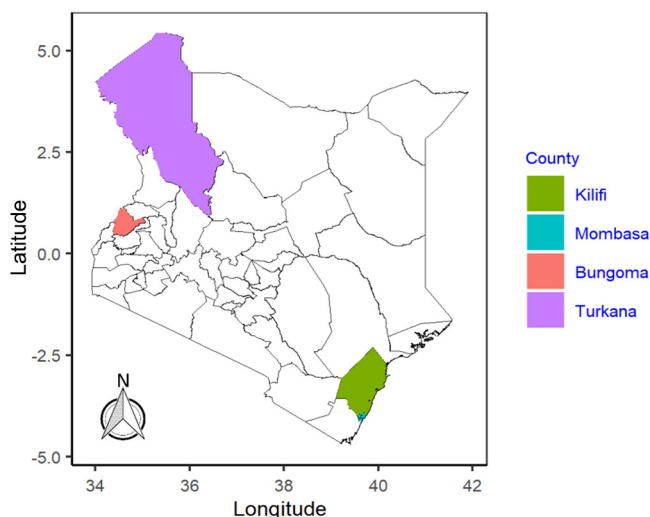 5.0
2.5
0.0
-2.5
-5.0
Latitude
N
34
36
38
40
42
Longitude
County
Kilifi
Mombasa
Bungoma
Turkana